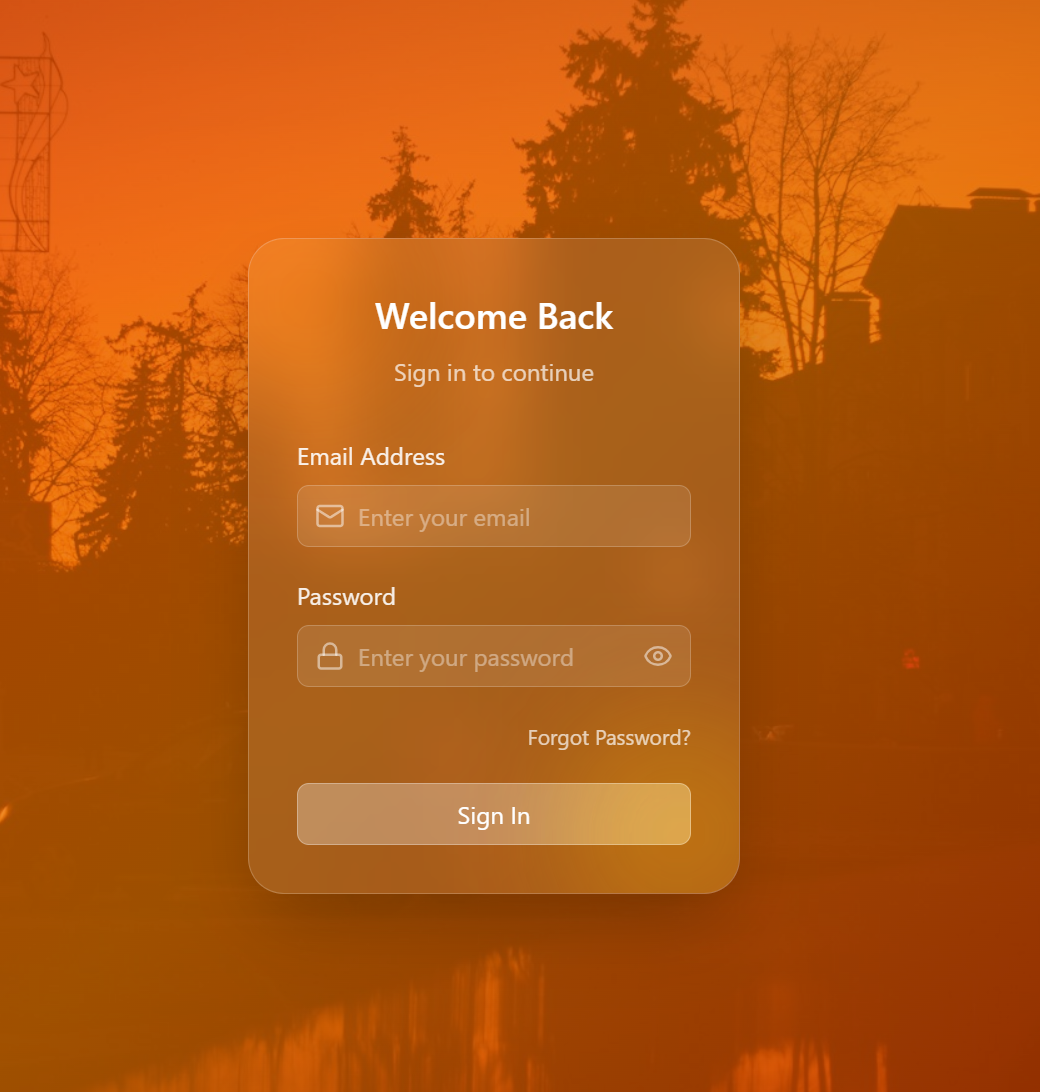 Welcome Back
Sign in to continue
Email Address
Enter your email
Password
Enter your password
Forgot Password?
Sign In